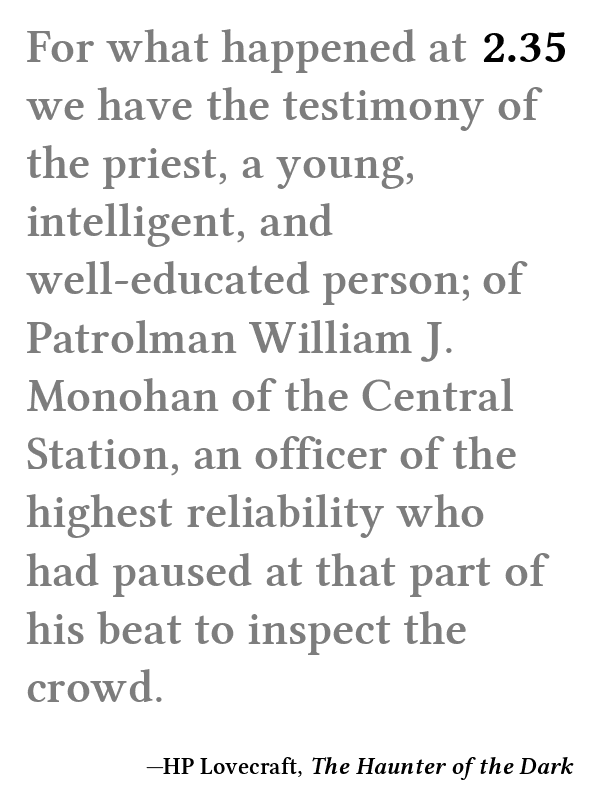 For what happened at 2.35
we have the testimony of
the priest, a young,
intelligent, and
well-educated person; of
Patrolman William J.
Monohan of the Central
Station, an officer of the
highest reliability who
had paused at that part of
his beat to inspect the
crowd.
—HP Lovecraft, The Haunter of the Dark